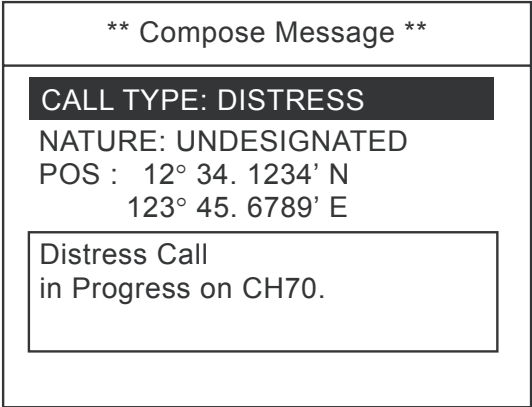 ** Compose Message **
CALL TYPE: DISTRESS
NATURE: UNDESIGNATED
POS : 12° 34. 1234’ N
123° 45. 6789’ E
Distress Call
in Progress on CH70.